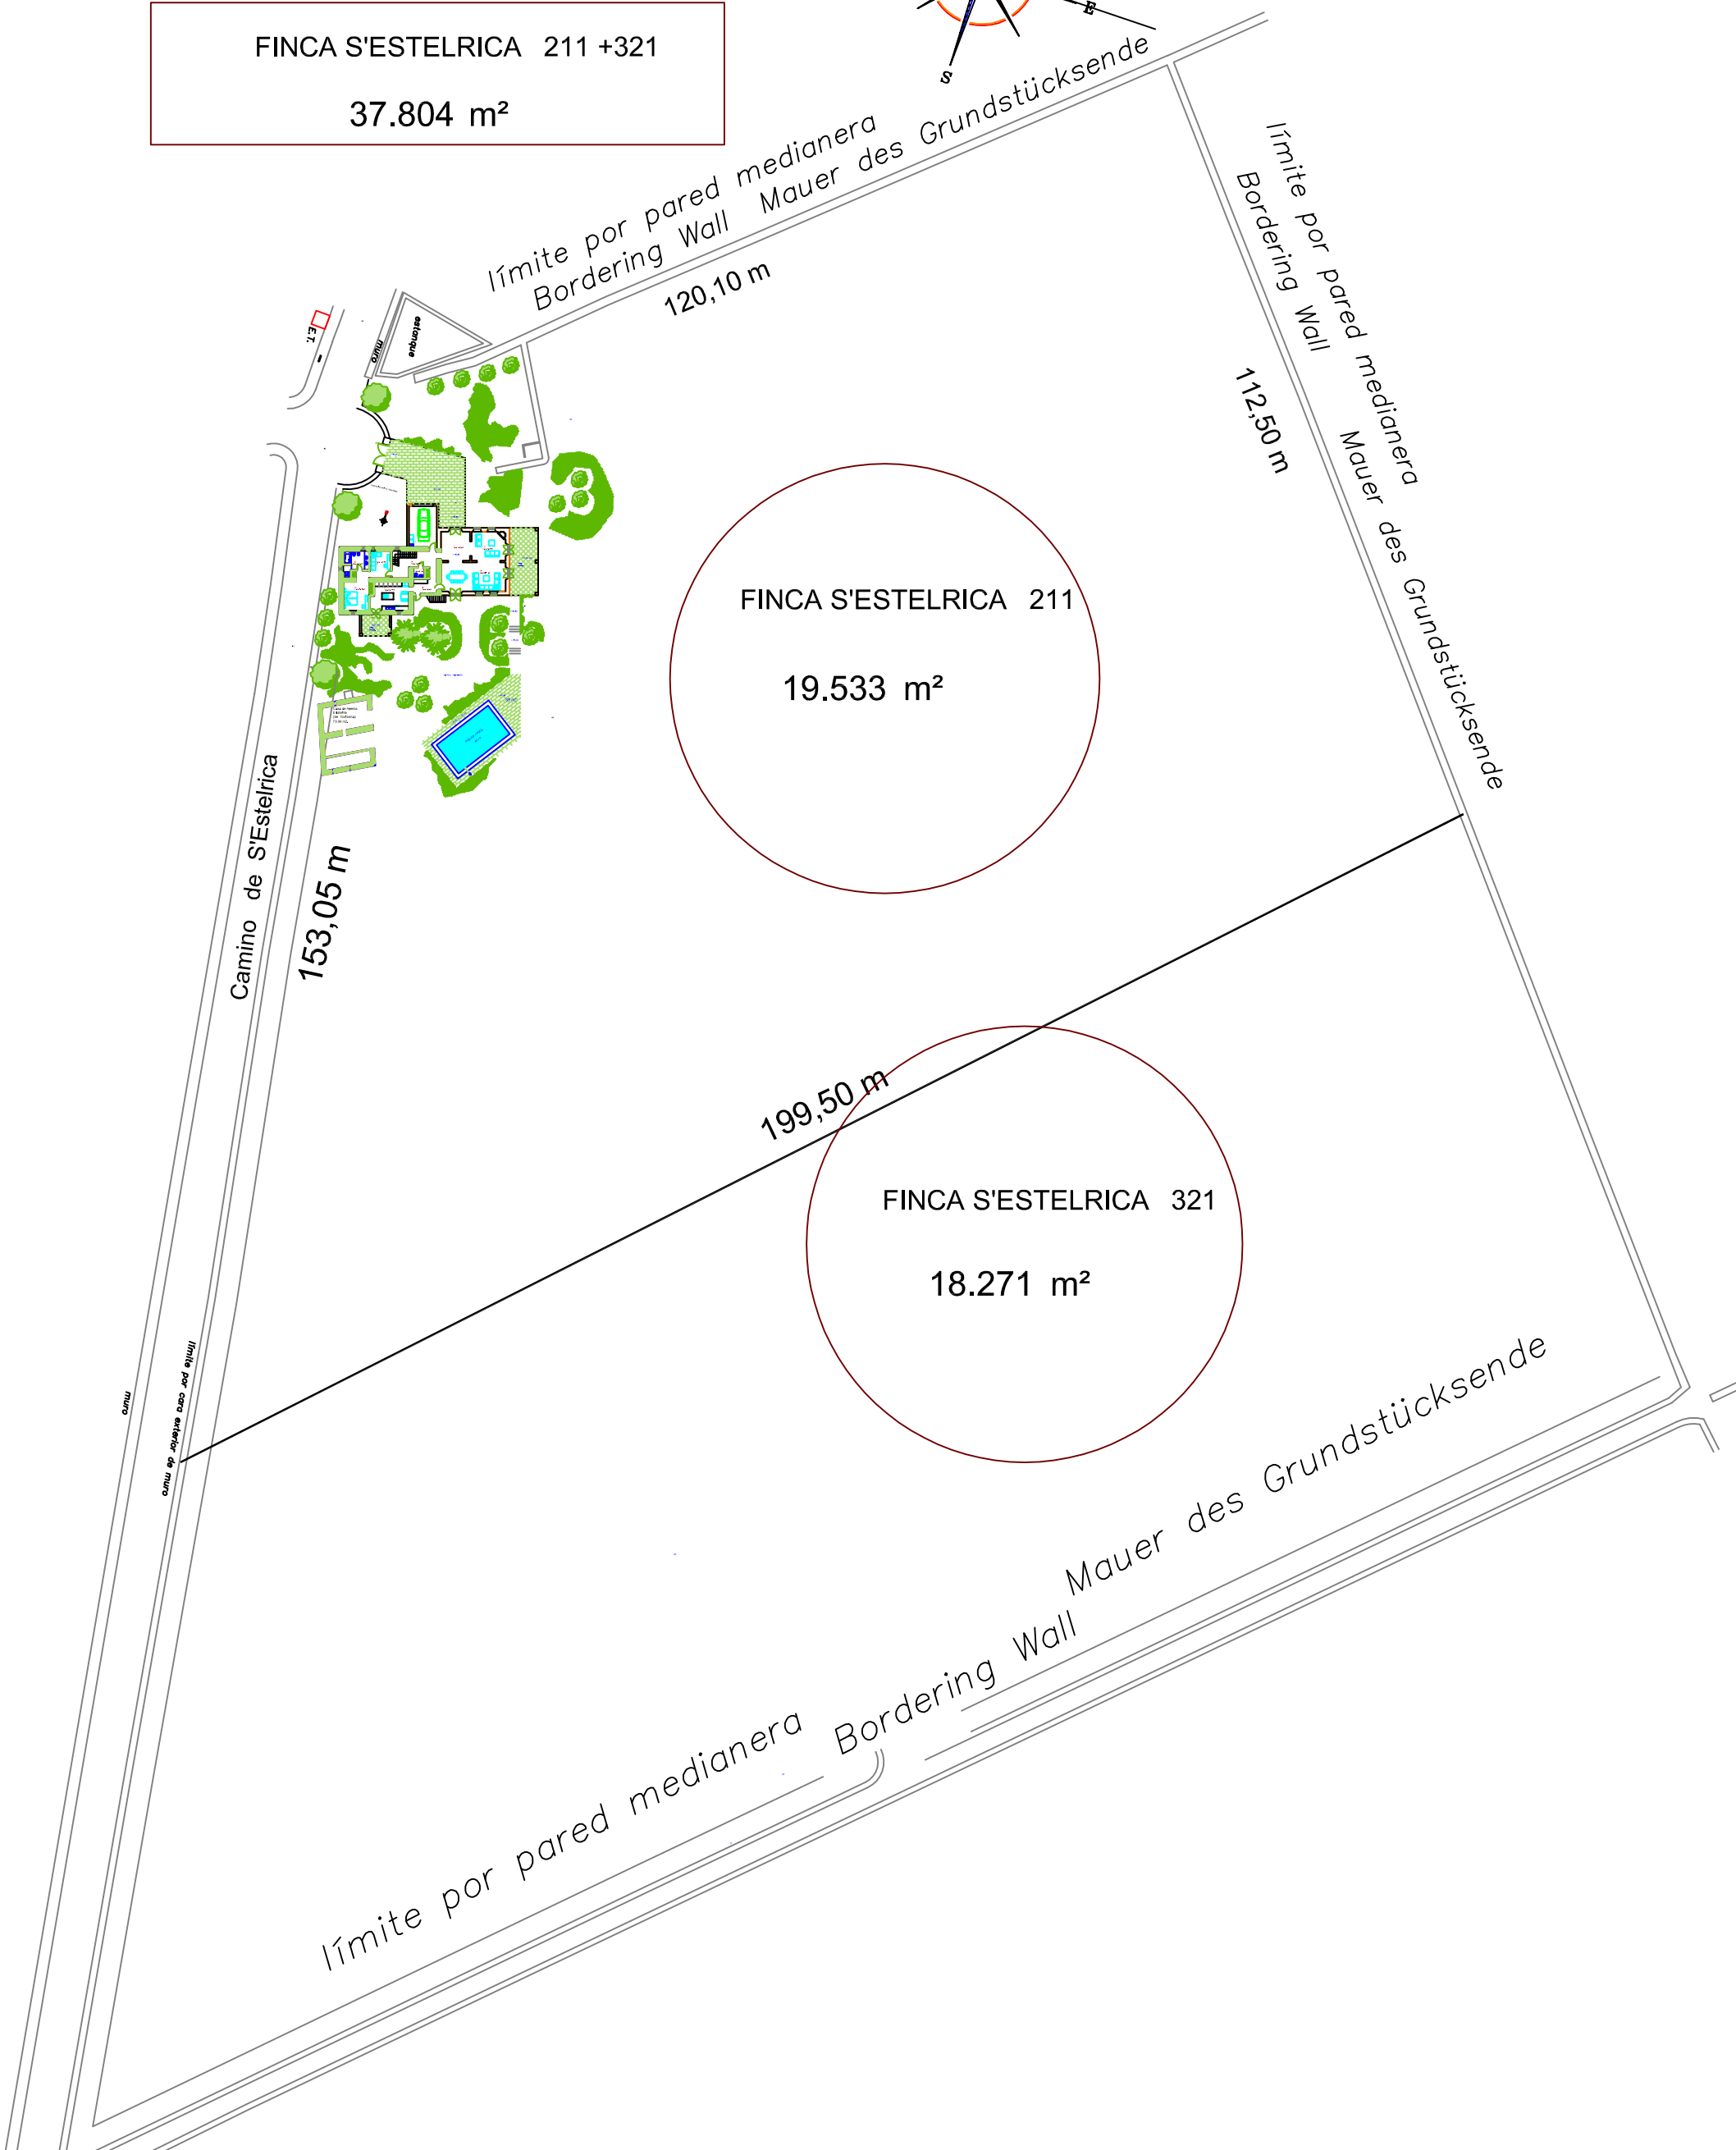 FINCA S'ESTELRICA 211 +321
37.804 m²
E
S
límite por pared medianera
Bordering Wall Mauer des Grundstücksende
120,10 m
límite por pared medianera
Bordering Wall Mauer des Grundstücksende
112,50 m
E.T.
muro
estanque
FINCA S'ESTELRICA 211
19.533 m²
Camino de S'Estelrica
153,05 m
199,50 m
FINCA S'ESTELRICA 321
18.271 m²
muro
límite por cara exterior de muro
límite por pared medianera Bordering Wall Mauer des Grundstücksende